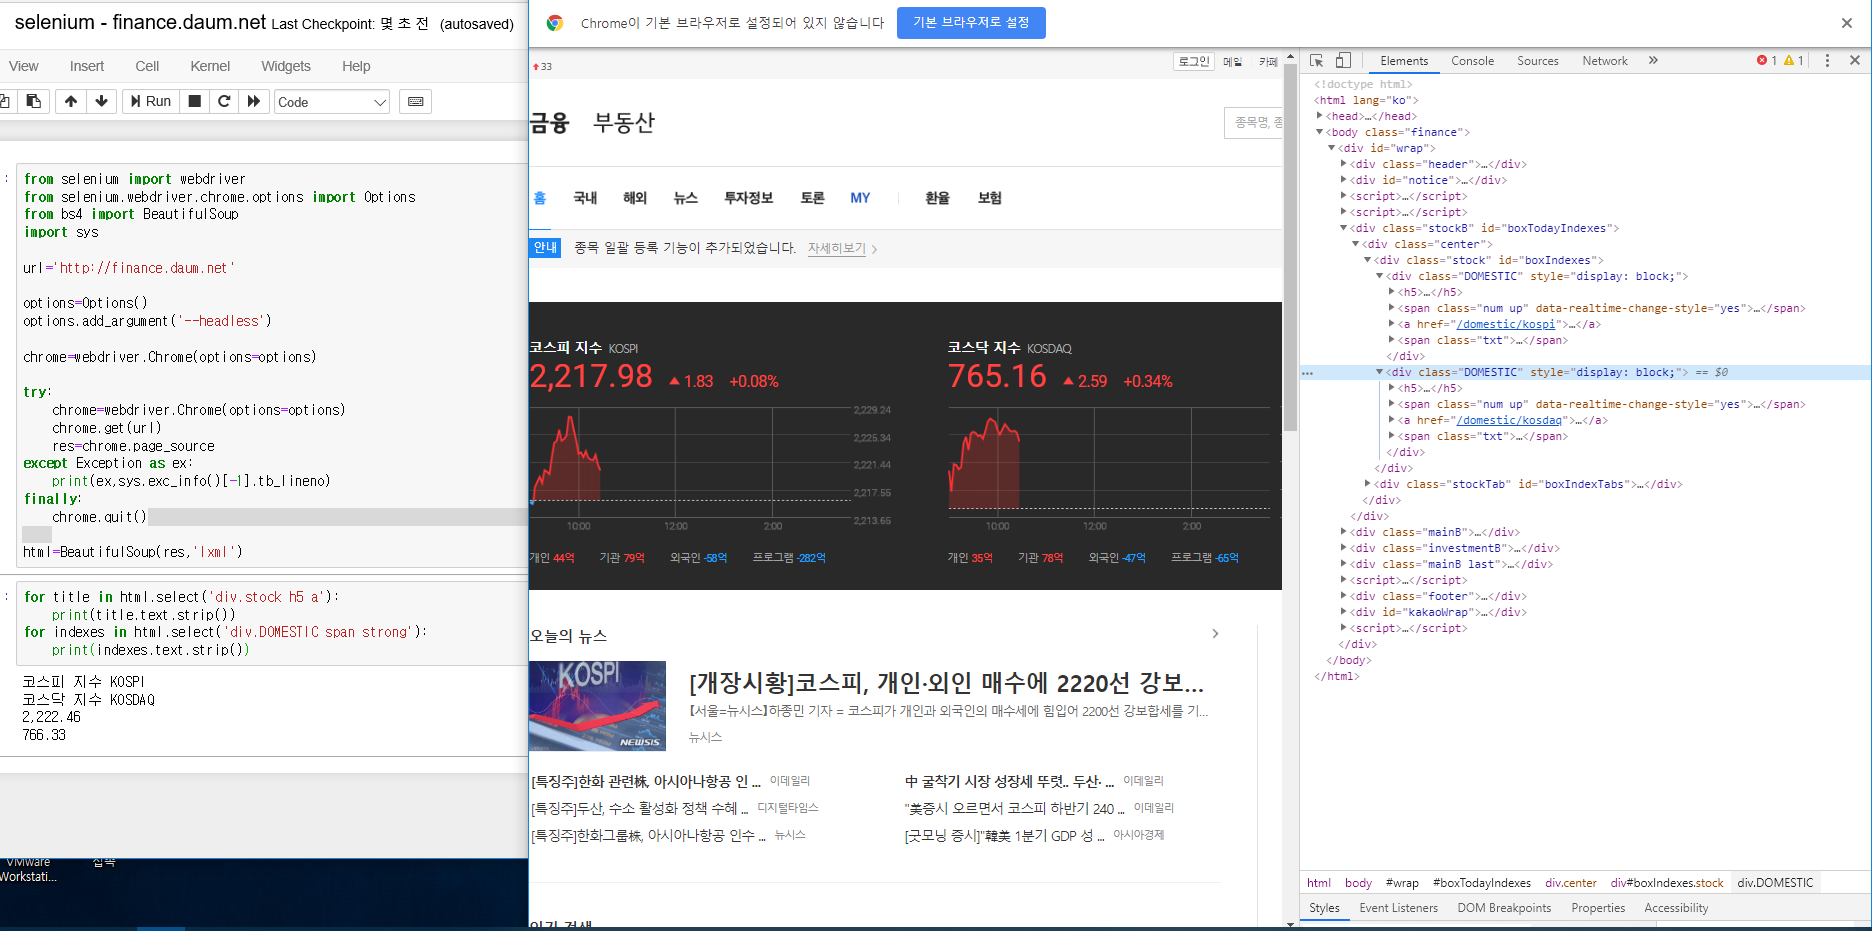 selenium - finance.daum.net Last Checkpoint: 몇 초 전 (autosaved)
View Insert Cell Kernel Widgets Help
Run Code
from selenium import webdriver
from selenium.webdriver.chrome.options import Options
from bs4 import BeautifulSoup
import sys
url='http://finance.daum.net'
options=Options()
options.add_argument('--headless')
chrome=webdriver.Chrome(options=options)
try:
chrome=webdriver.Chrome(options=options)
chrome.get(url)
res=chrome.page_source
except Exception as ex:
print(ex,sys.exc_info()[-1].tb_lineno)
finally:
chrome.quit()
html=BeautifulSoup(res,'lxml')
for title in html.select('div.stock h5 a'):
print(title.text.strip())
for indexes in html.select('div.DOMESTIC span strong'):
print(indexes.text.strip())
코스피 지수 KOSPI
코스닥 지수 KOSDAQ
2,222.46
766.33
VMware
Workstati...
접속
Chrome이 기본 브라우저로 설정되어 있지 않습니다 기본 브라우저로 설정
33 로그인 메일 카페
금융 부동산 종목명, 종
홈 국내 해외 뉴스 투자정보 토론 MY 환율 보험
안내 종목 일괄 등록 기능이 추가되었습니다. 자세히보기
코스피 지수 KOSPI
2,217.98 ▲ 1.83 +0.08%
2,229.24
2,225.34
2,221.44
2,217.55
2,213.65
10:00 12:00 2:00
개인 44억 기관 79억 외국인 -58억 프로그램 -282억
코스닥 지수 KOSDAQ
765.16 ▲ 2.59 +0.34%
10:00 12:00 2:00
개인 35억 기관 78억 외국인 -47억 프로그램 -65억
오늘의 뉴스
KOSPI
NEWSIS
[개장시황]코스피, 개인·외인 매수에 2220선 강보...
【서울=뉴시스】하종민 기자 = 코스피가 개인과 외국인의 매수세에 힘입어 2200선 강보합세를 기...
뉴시스
[특징주]한화 관련株, 아시아나항공 인 ... 이데일리
[특징주]두산, 수소 활성화 정책 수혜 ... 디지털타임스
[특징주]한화그룹株, 아시아나항공 인수 ... 뉴시스
中 굴착기 시장 성장세 뚜렷.. 두산· ... 이데일리
"美증시 오르면서 코스피 하반기 240 ... 이데일리
[굿모닝 증시]"韓美 1분기 GDP 성 ... 아시아경제
인기 검색
Elements Console Sources Network » 1 1
<!doctype html>
<html lang="ko">
<head>…</head>
<body class="finance">
<div id="wrap">
<div class="header">…</div>
<div id="notice">…</div>
<script>…</script>
<script>…</script>
<div class="stockB" id="boxTodayIndexes">
<div class="center">
<div class="stock" id="boxIndexes">
<div class="DOMESTIC" style="display: block;">
<h5>…</h5>
<span class="num up" data-realtime-change-style="yes">…</span>
<a href="/domestic/kospi">…</a>
<span class="txt">…</span>
</div>
<div class="DOMESTIC" style="display: block;"> == $0
<h5>…</h5>
<span class="num up" data-realtime-change-style="yes">…</span>
<a href="/domestic/kosdaq">…</a>
<span class="txt">…</span>
</div>
</div>
<div class="stockTab" id="boxIndexTabs">…</div>
</div>
</div>
<div class="mainB">…</div>
<div class="investmentB">…</div>
<div class="mainB last">…</div>
<script>…</script>
<div class="footer">…</div>
<div id="kakaoWrap">…</div>
<script>…</script>
</div>
</body>
</html>
html body #wrap #boxTodayIndexes div.center div#boxIndexes.stock div.DOMESTIC
Styles Event Listeners DOM Breakpoints Properties Accessibility